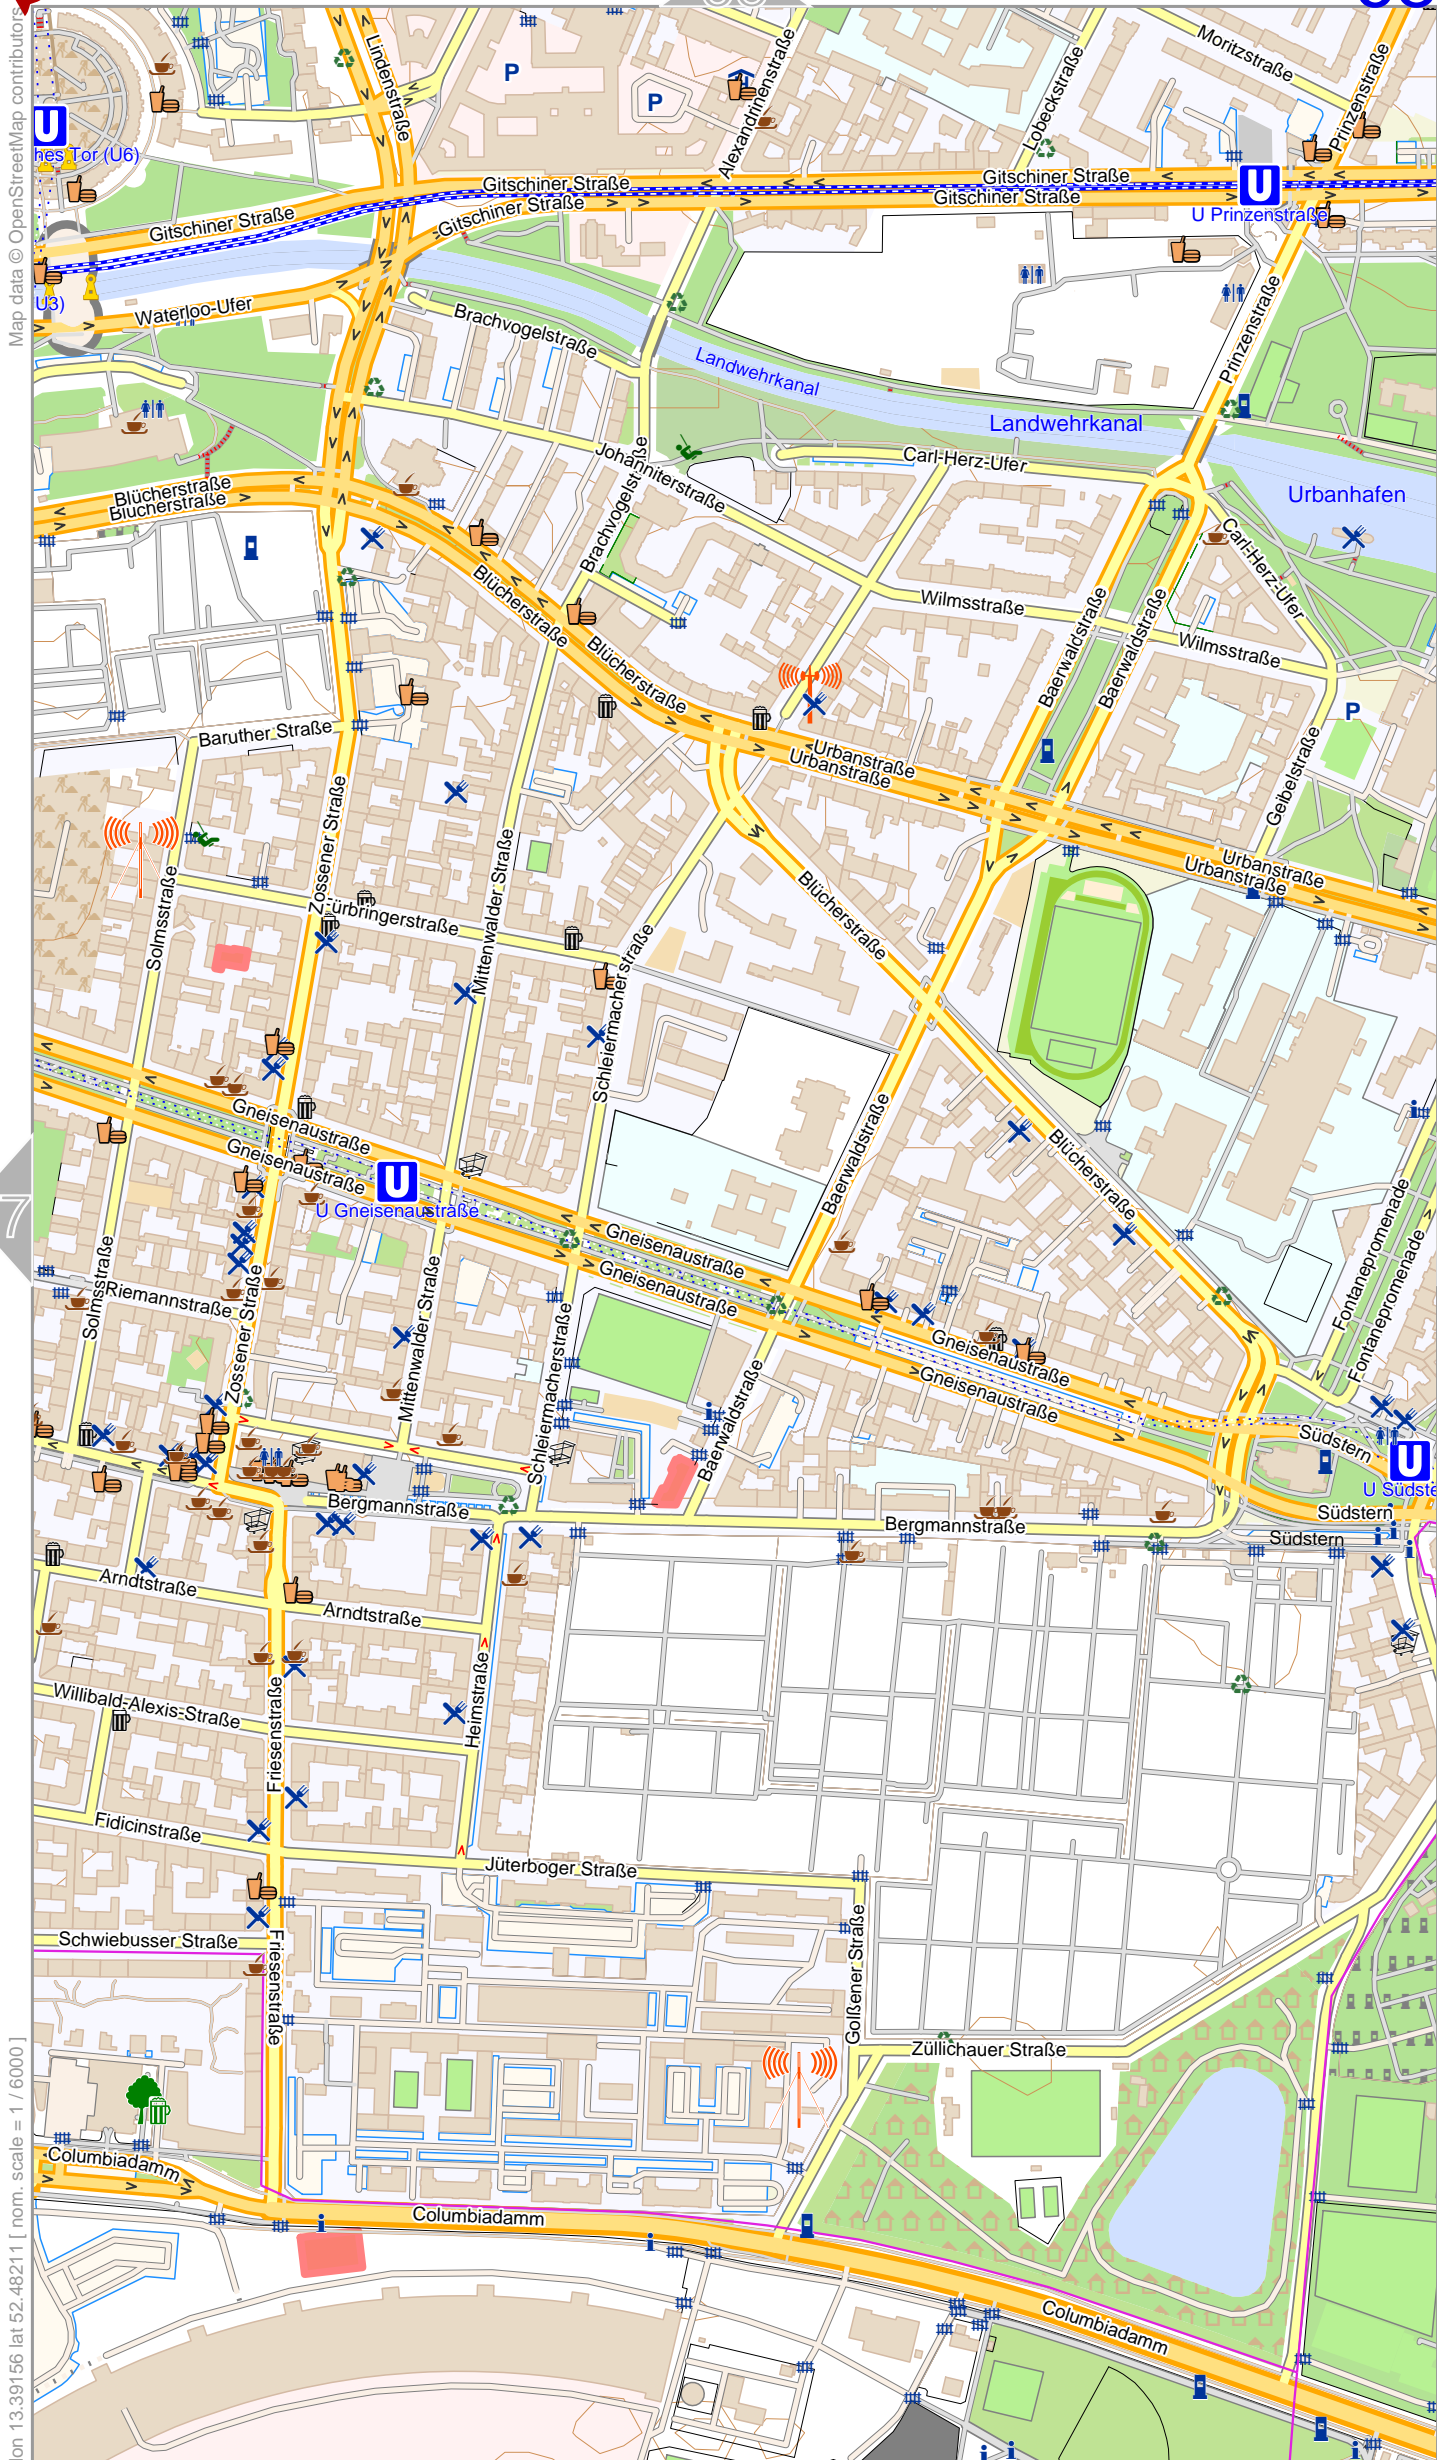 Map data © OpenStreetMap contributors
Lindenstraße
Alexandrinenstraße
Lobeckstraße
Moritzstraße
Prinzenstraße
P
P
U
hes Tor (U6)
Gitschiner Straße
Gitschiner Straße
Gitschiner Straße
Gitschiner Straße
Gitschiner Straße
U
U Prinzenstraße
U3)
Waterloo-Ufer
Brachvogelstraße
Landwehrkanal
Prinzenstraße
Landwehrkanal
Johanniterstraße
Carl-Herz-Ufer
Blücherstraße
Blücherstraße
Urbanhafen
Brachvogelstraße
Carl-Herz-Ufer
Blücherstraße
Wilmsstraße
Baerwaldstraße
Baerwaldstraße
Wilmsstraße
Blücherstraße
P
Baruther Straße
Urbanstraße
Urbanstraße
Geibelstraße
Zossener Straße
Mittenwalder Straße
Solmsstraße
ürbringerstraße
Blücherstraße
Urbanstraße
Urbanstraße
Schleiermacherstraße
Gneisenaustraße
Gneisenaustraße
U
U Gneisenaustraße
Baerwaldstraße
Blücherstraße
7
Fontanepromenade
Fontanepromenade
Gneisenaustraße
Gneisenaustraße
Solmsstraße
Riemannstraße
Zossener Straße
Mittenwalder Straße
Schleiermacherstraße
Baerwaldstraße
Gneisenaustraße
Gneisenaustraße
Südstern
U
U Südste
Bergmannstraße
Bergmannstraße
Südstern
Südstern
Arndtstraße
Arndtstraße
Heimstraße
Willibald-Alexis-Straße
Friesenstraße
Fidicinstraße
Jüterboger Straße
Schwiebusser Straße
Friesenstraße
Golßener Straße
Züllichauer Straße
Columbiadamm
Columbiadamm
Columbiadamm
lon 13.39156 lat 52.48211 [ nom. scale = 1 / 6000 ]